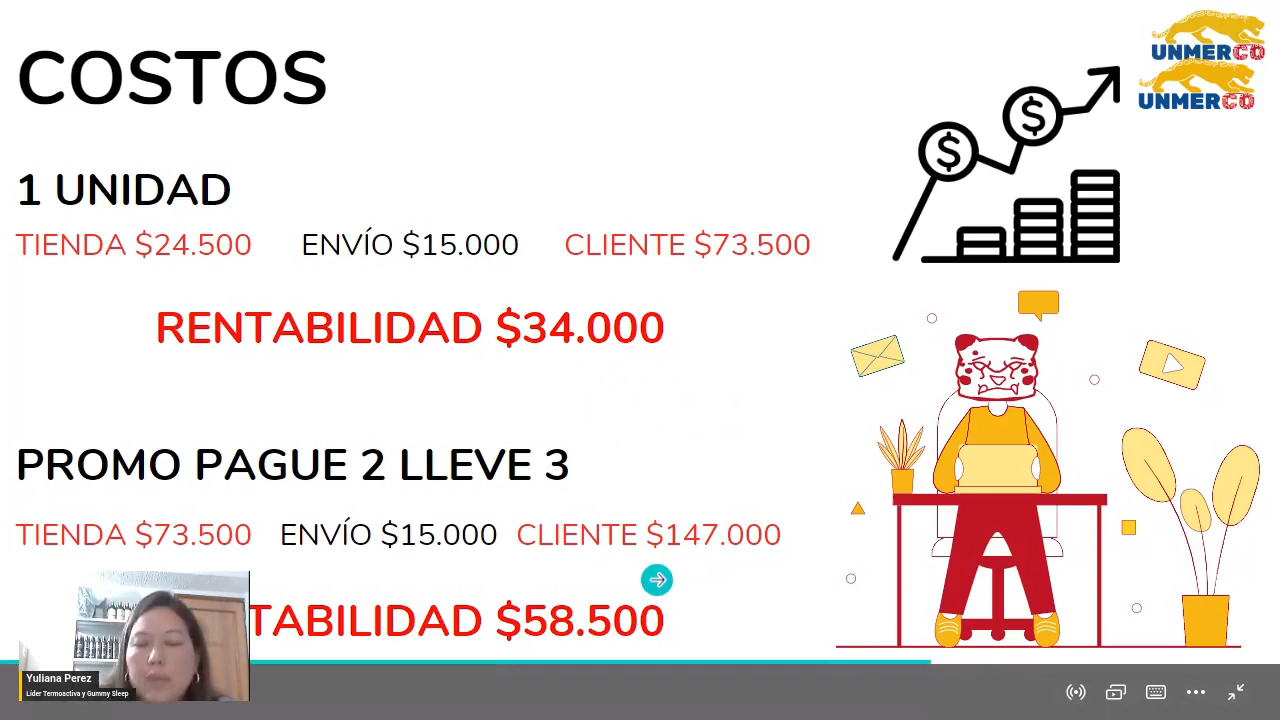 COSTOS
UNMERCO
UNMERCO
1 UNIDAD
TIENDA $24.500 ENVÍO $15.000 CLIENTE $73.500
RENTABILIDAD $34.000
PROMO PAGUE 2 LLEVE 3
TIENDA $73.500 ENVÍO $15.000 CLIENTE $147.000
TABILIDAD $58.500
Yuliana Perez
Líder Termoactiva y Gummy Sleep